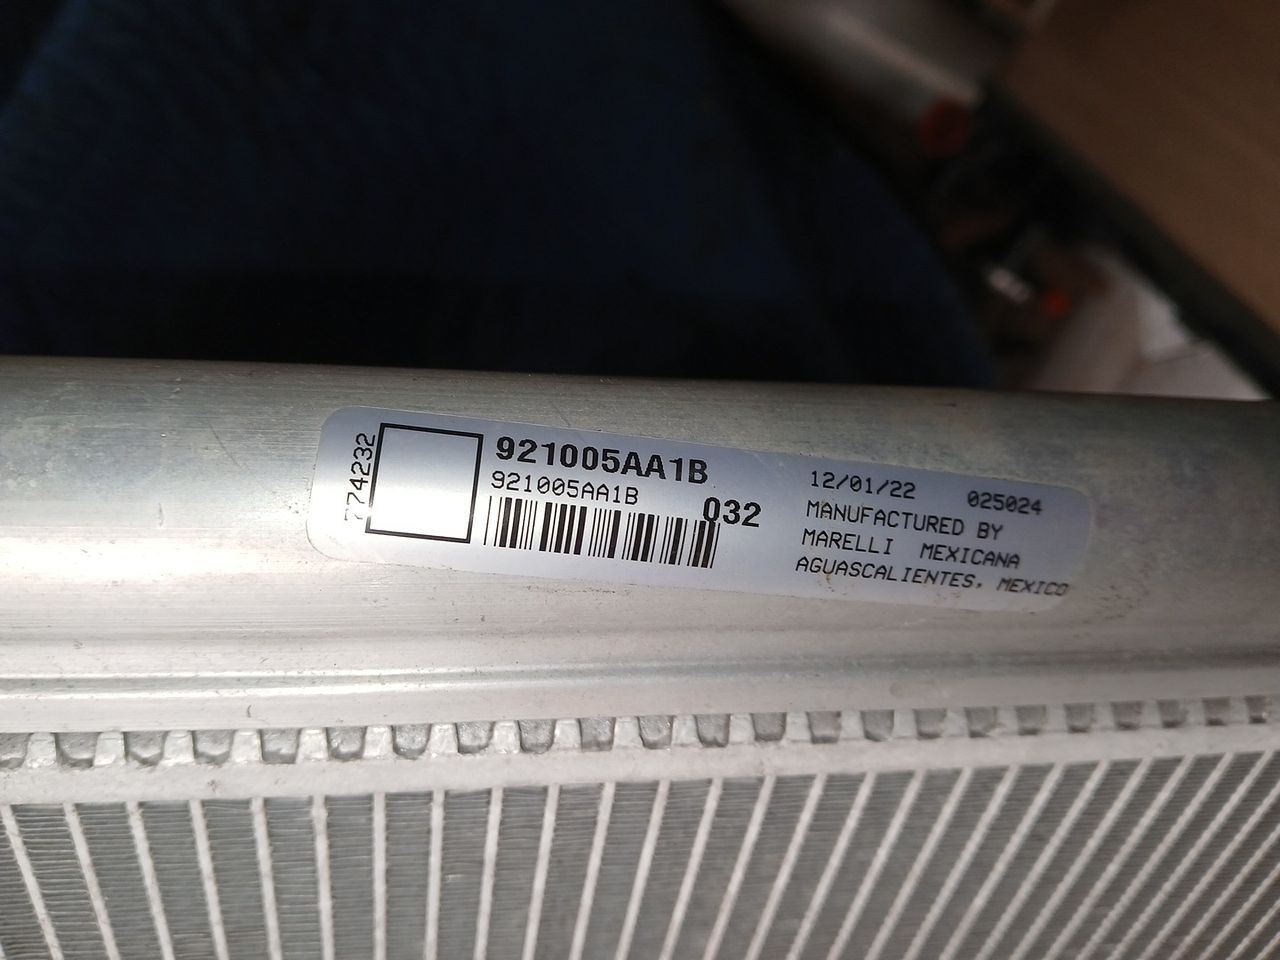 774232
921005AA1B
921005AA1B
032
12/01/22 025024
MANUFACTURED BY
MARELLI MEXICANA
AGUASCALIENTES, MEXICO